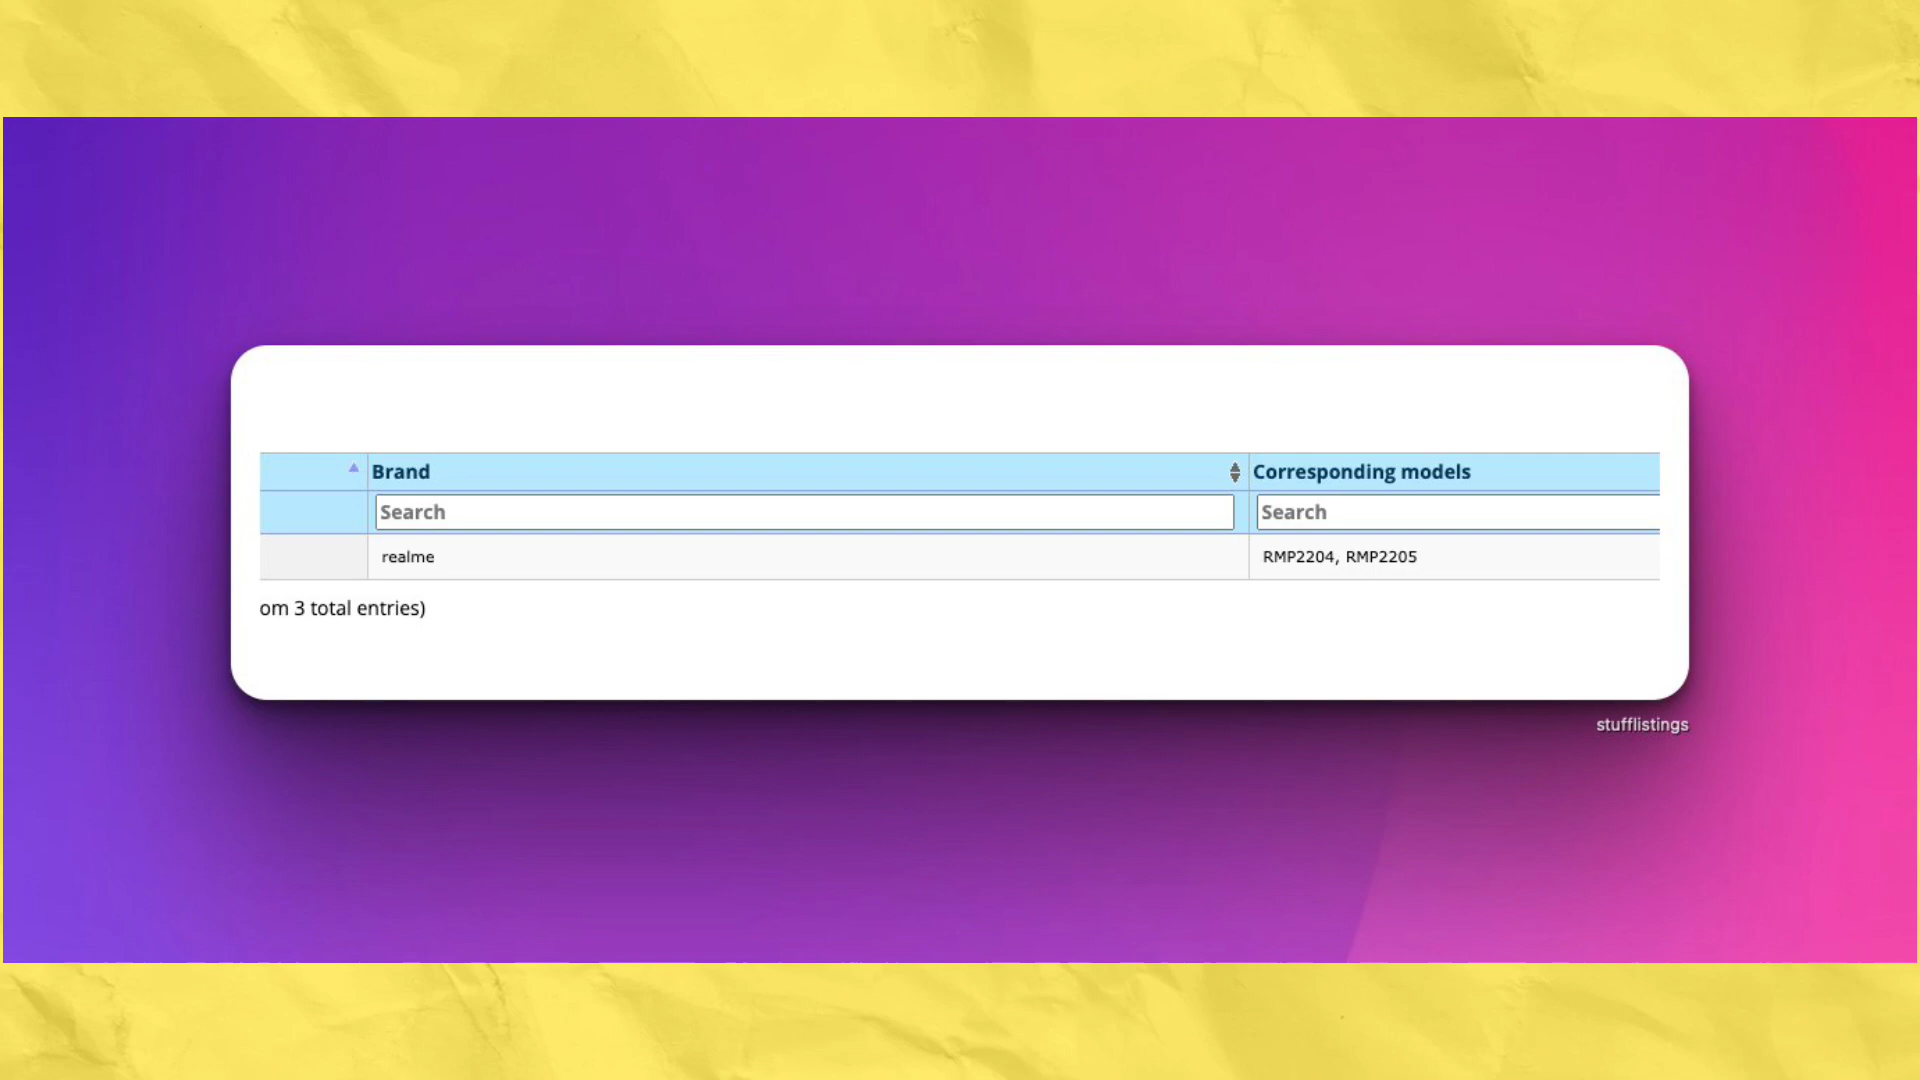 Brand Corresponding models
Search Search
realme RMP2204, RMP2205
om 3 total entries)
stufflistings